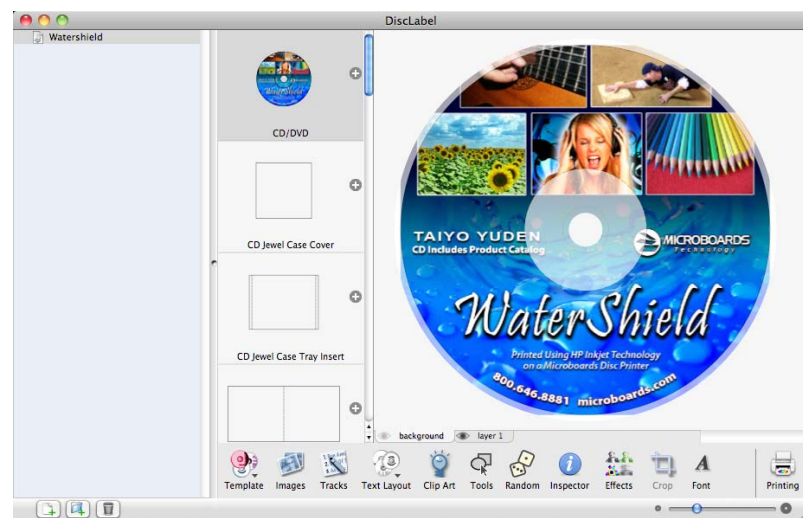 DiscLabel
Watershield
CD/DVD
CD Jewel Case Cover
CD Jewel Case Tray Insert
TAIYO YUDEN
CD Includes Product Catalog
MICROBOARDS
Technology
WaterShield
Printed Using HP Inkjet Technology
on a Microboards Disc Printer
800.646.8881 microboards.com
background
layer 1
Template
Images
Tracks
Text Layout
Clip Art
Tools
Random
Inspector
Effects
Crop
Font
Printing